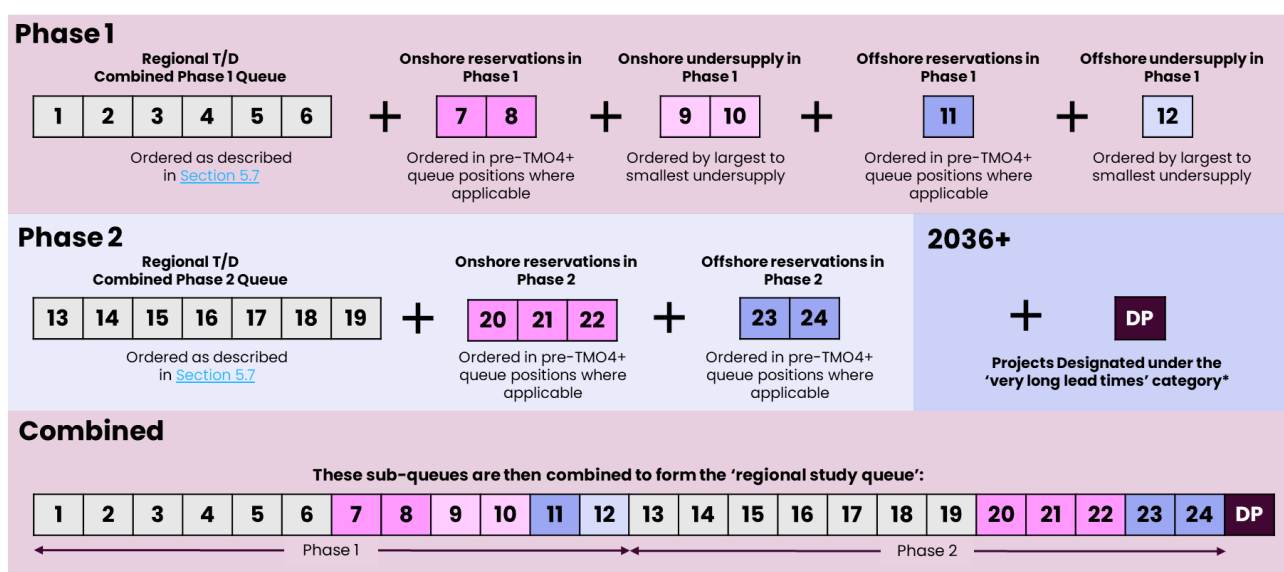 Phase 1
Regional T/D
Combined Phase 1 Queue
1 2 3 4 5 6
Ordered as described
in Section 5.7
+
Onshore reservations in
Phase 1
7 8
Ordered in pre-TMO4+
queue positions where
applicable
+
Onshore undersupply in
Phase 1
9 10
Ordered by largest to
smallest undersupply
+
Offshore reservations in
Phase 1
11
Ordered in pre-TMO4+
queue positions where
applicable
+
Offshore undersupply in
Phase 1
12
Ordered by largest to
smallest undersupply
Phase 2
Regional T/D
Combined Phase 2 Queue
13 14 15 16 17 18 19
Ordered as described
in Section 5.7
+
Onshore reservations in
Phase 2
20 21 22
Ordered in pre-TMO4+
queue positions where
applicable
+
Offshore reservations in
Phase 2
23 24
Ordered in pre-TMO4+
queue positions where
applicable
2036+
+
DP
Projects Designated under the
‘very long lead times’ category*
Combined
These sub-queues are then combined to form the ‘regional study queue’:
1 2 3 4 5 6 7 8 9 10 11 12 13 14 15 16 17 18 19 20 21 22 23 24 DP
Phase 1
Phase 2